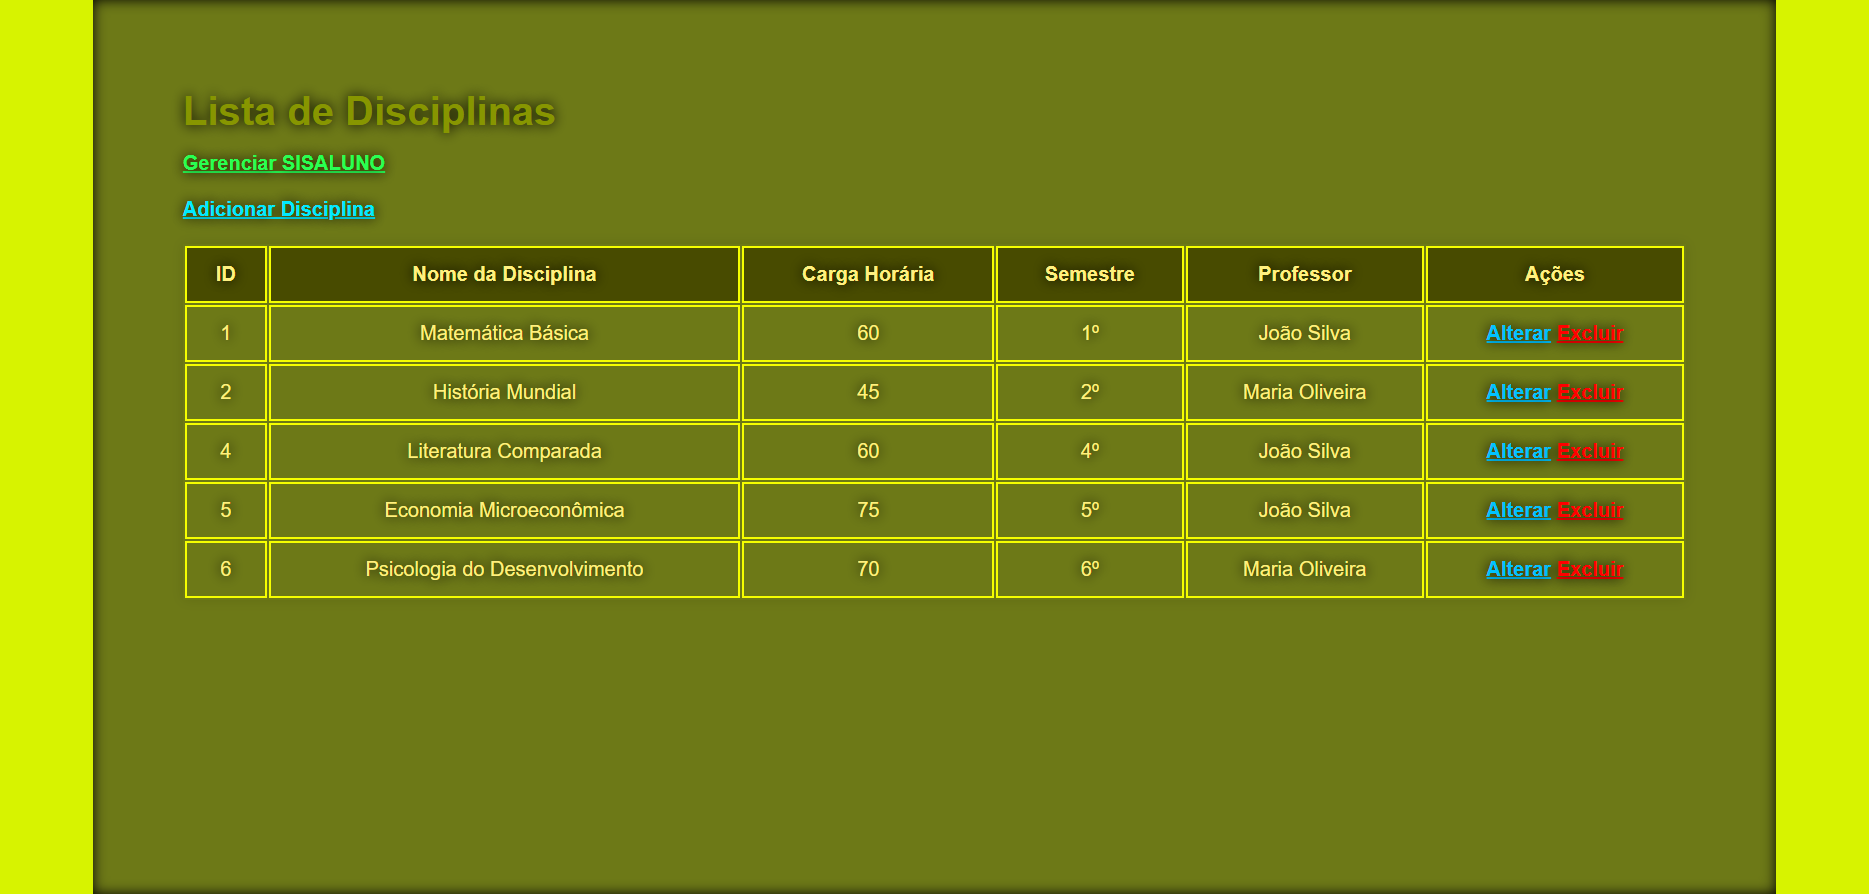 Lista de Disciplinas
Gerenciar SISALUNO
Adicionar Disciplina
ID Nome da Disciplina Carga Horária Semestre Professor Ações
1 Matemática Básica 60 1º João Silva Alterar Excluir
2 História Mundial 45 2º Maria Oliveira Alterar Excluir
4 Literatura Comparada 60 4º João Silva Alterar Excluir
5 Economia Microeconômica 75 5º João Silva Alterar Excluir
6 Psicologia do Desenvolvimento 70 6º Maria Oliveira Alterar Excluir